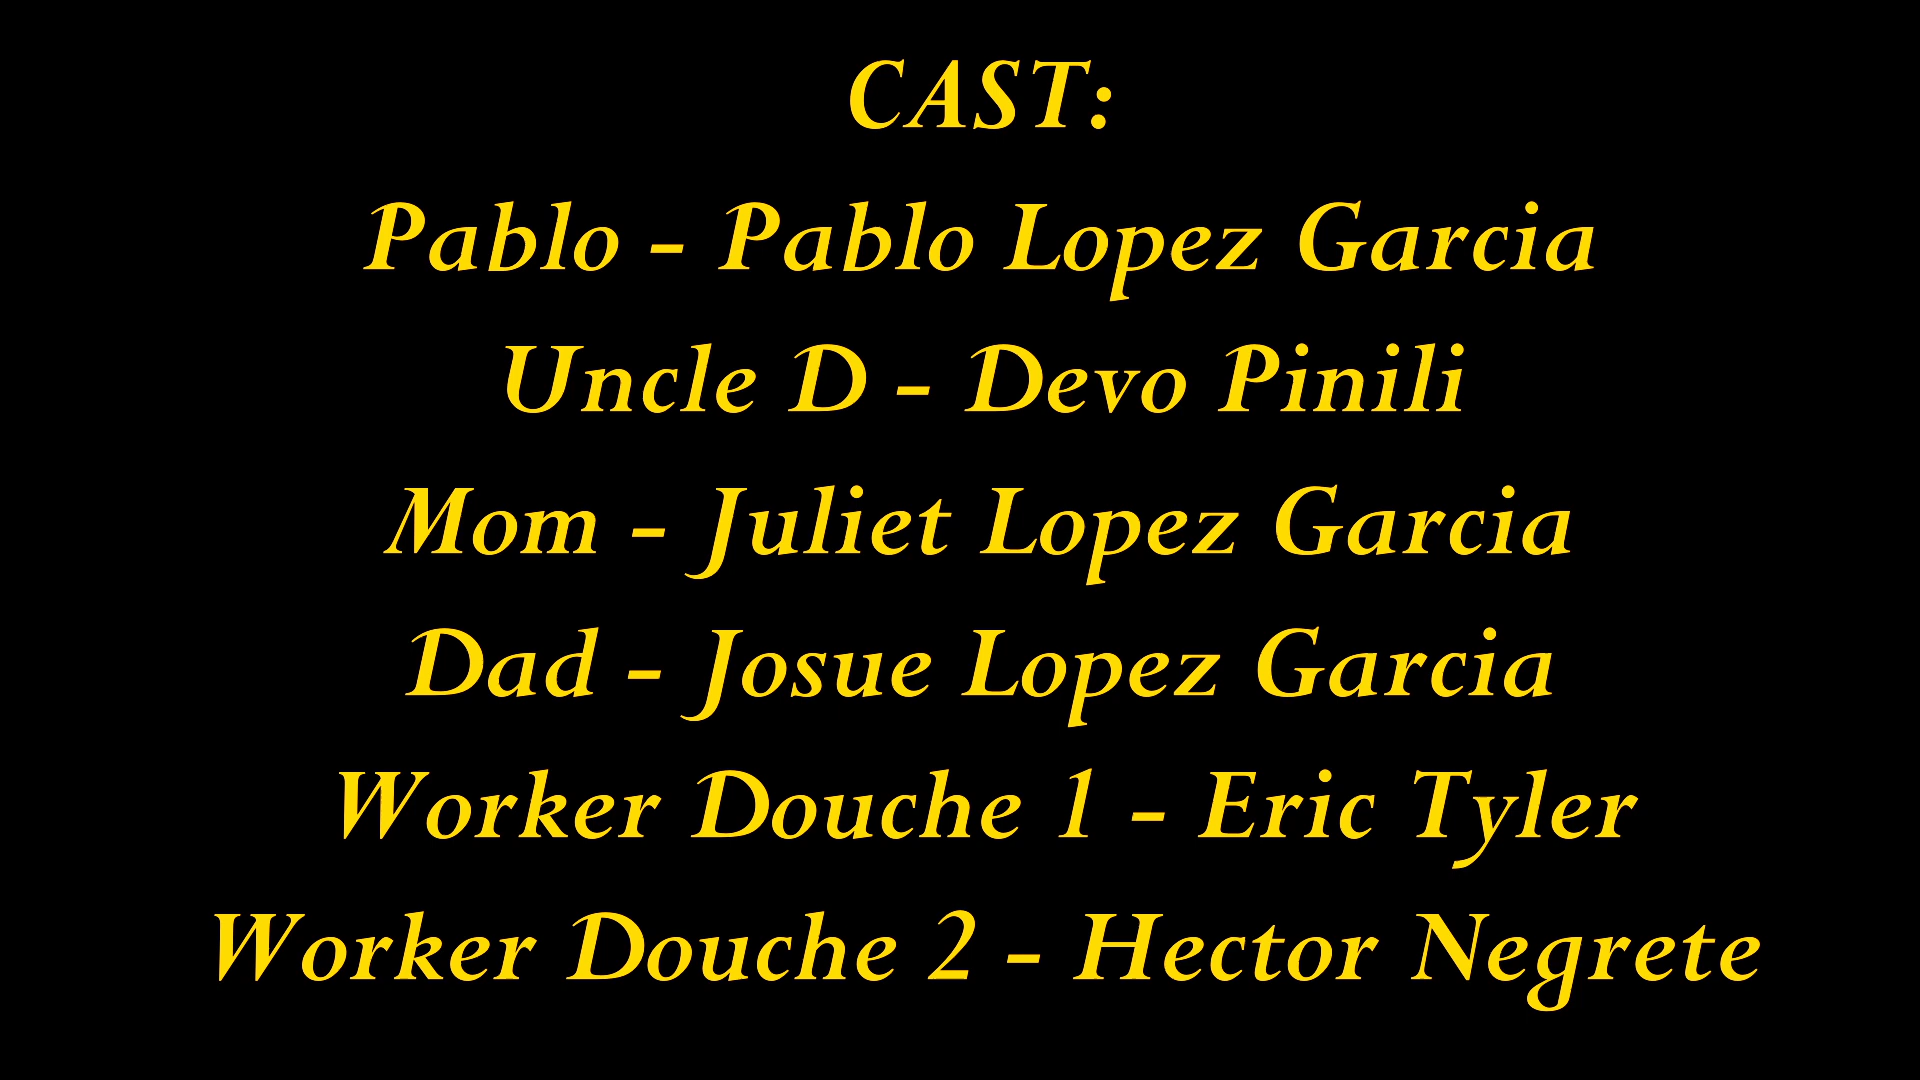 CAST:
Pablo - Pablo Lopez Garcia
Uncle D - Devo Pinili
Mom - Juliet Lopez Garcia
Dad - Josue Lopez Garcia
Worker Douche 1 - Eric Tyler
Worker Douche 2 - Hector Negrete